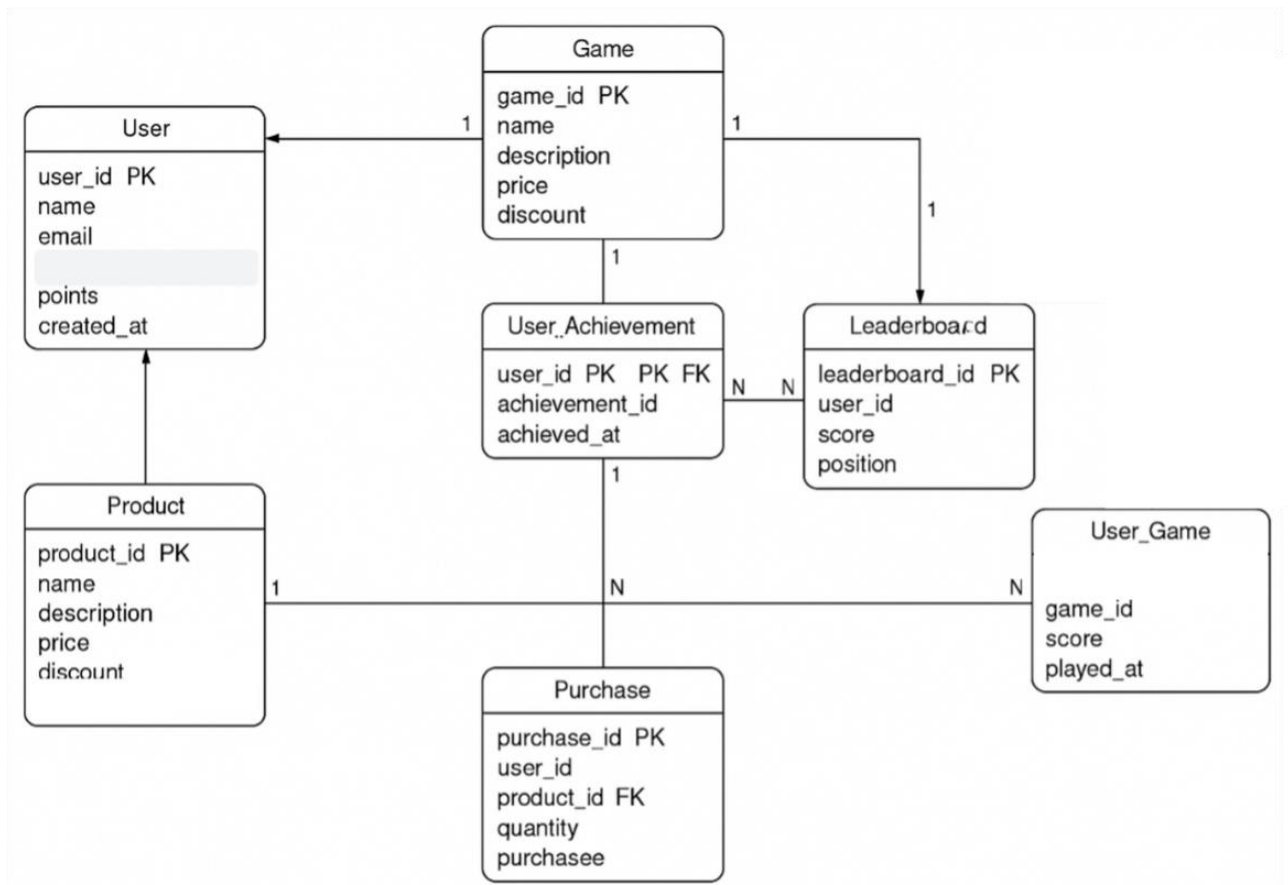 Game
game_id PK
name
description
price
discount
User
user_id PK
name
email
points
created_at
1
1
1
1
User_Achievement
user_id PK PK FK
achievement_id
achieved_at
N N
1
Leaderboard
leaderboard_id PK
user_id
score
position
Product
product_id PK
name
description
price
discount
1
N
N
User_Game
game_id
score
played_at
Purchase
purchase_id PK
user_id
product_id FK
quantity
purchasee